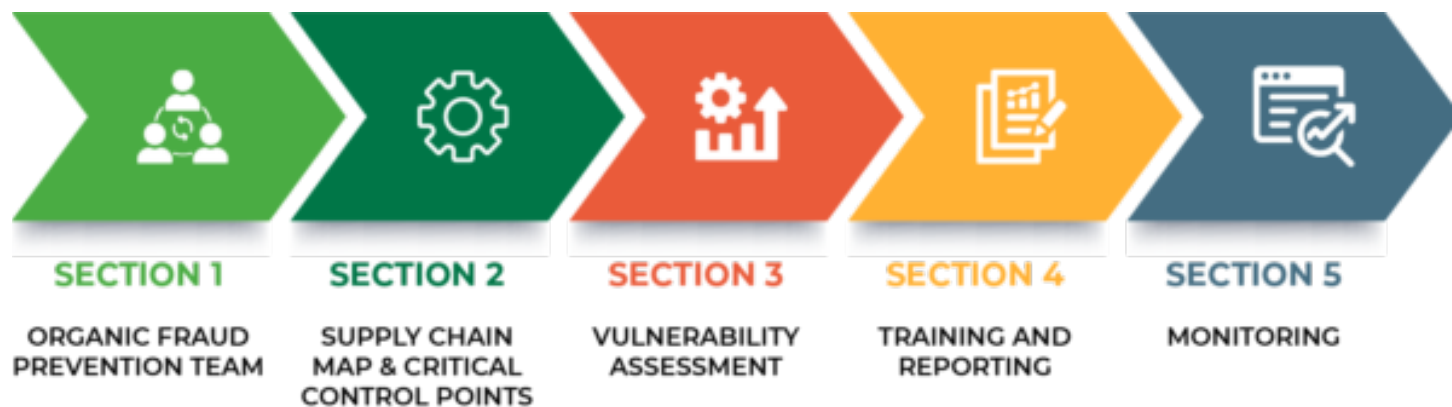 SECTION 1
ORGANIC FRAUD
PREVENTION TEAM
SECTION 2
SUPPLY CHAIN
MAP & CRITICAL
CONTROL POINTS
SECTION 3
VULNERABILITY
ASSESSMENT
SECTION 4
TRAINING AND
REPORTING
SECTION 5
MONITORING